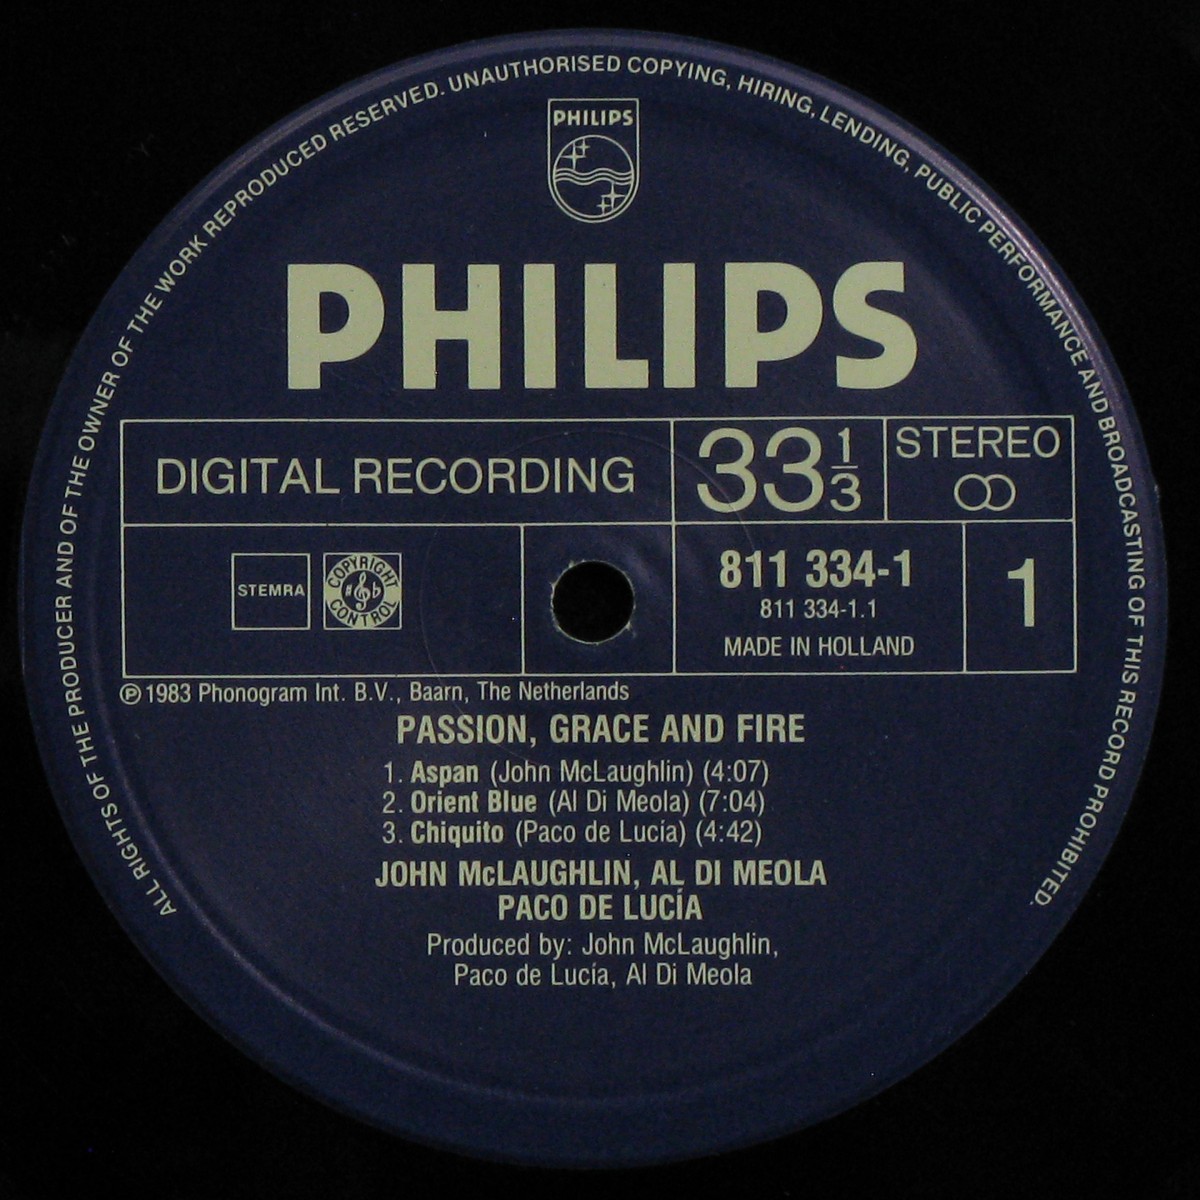 ALL RIGHTS OF THE PRODUCER AND OF THE OWNER OF THE WORK REPRODUCED RESERVED. UNAUTHORISED COPYING, HIRING, LENDING, PUBLIC PERFORMANCE AND BROADCASTING OF THIS RECORD PROHIBITED.
PHILIPS
PHILIPS
DIGITAL RECORDING
33 1/3
STEREO
STEMRA
COPYRIGHT CONTROL
811 334-1
811 334-1.1
MADE IN HOLLAND
1
℗ 1983 Phonogram Int. B.V., Baarn, The Netherlands
PASSION, GRACE AND FIRE
1. Aspan (John McLaughlin) (4:07)
2. Orient Blue (Al Di Meola) (7:04)
3. Chiquito (Paco de Lucía) (4:42)
JOHN McLAUGHLIN, AL DI MEOLA
PACO DE LUCÍA
Produced by: John McLaughlin,
Paco de Lucía, Al Di Meola